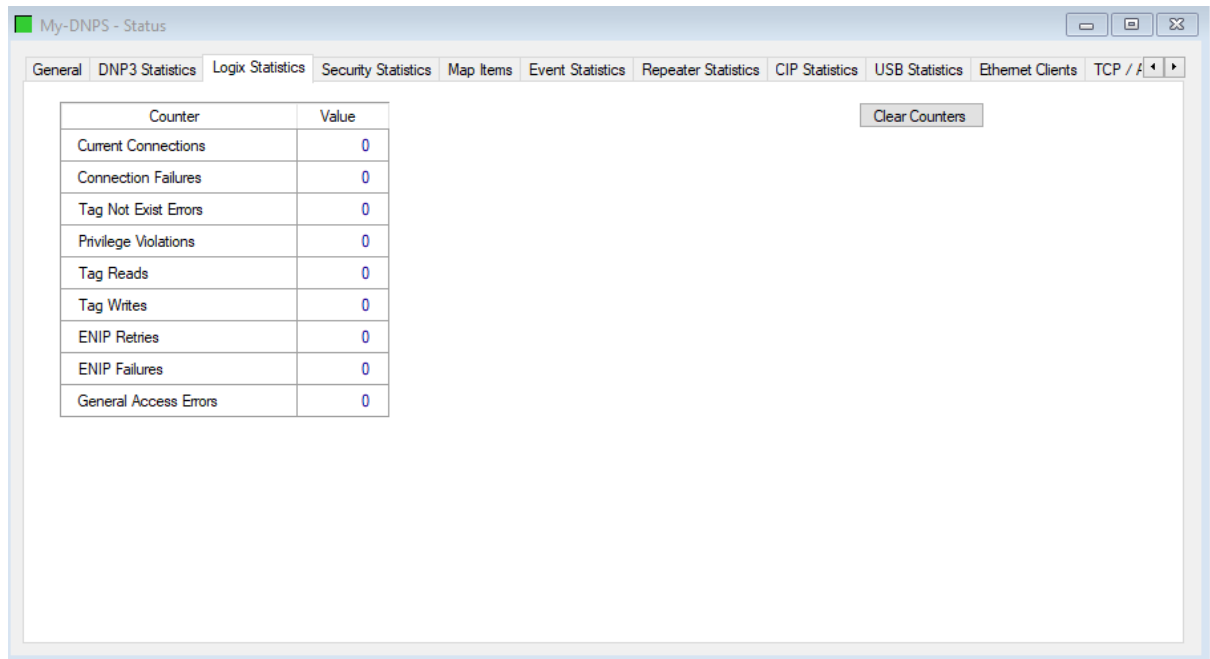 My-DNPS - Status
General DNP3 Statistics Logix Statistics Security Statistics Map Items Event Statistics Repeater Statistics CIP Statistics USB Statistics Ethernet Clients TCP /
Counter Value Clear Counters
Current Connections 0
Connection Failures 0
Tag Not Exist Errors 0
Privilege Violations 0
Tag Reads 0
Tag Writes 0
ENIP Retries 0
ENIP Failures 0
General Access Errors 0